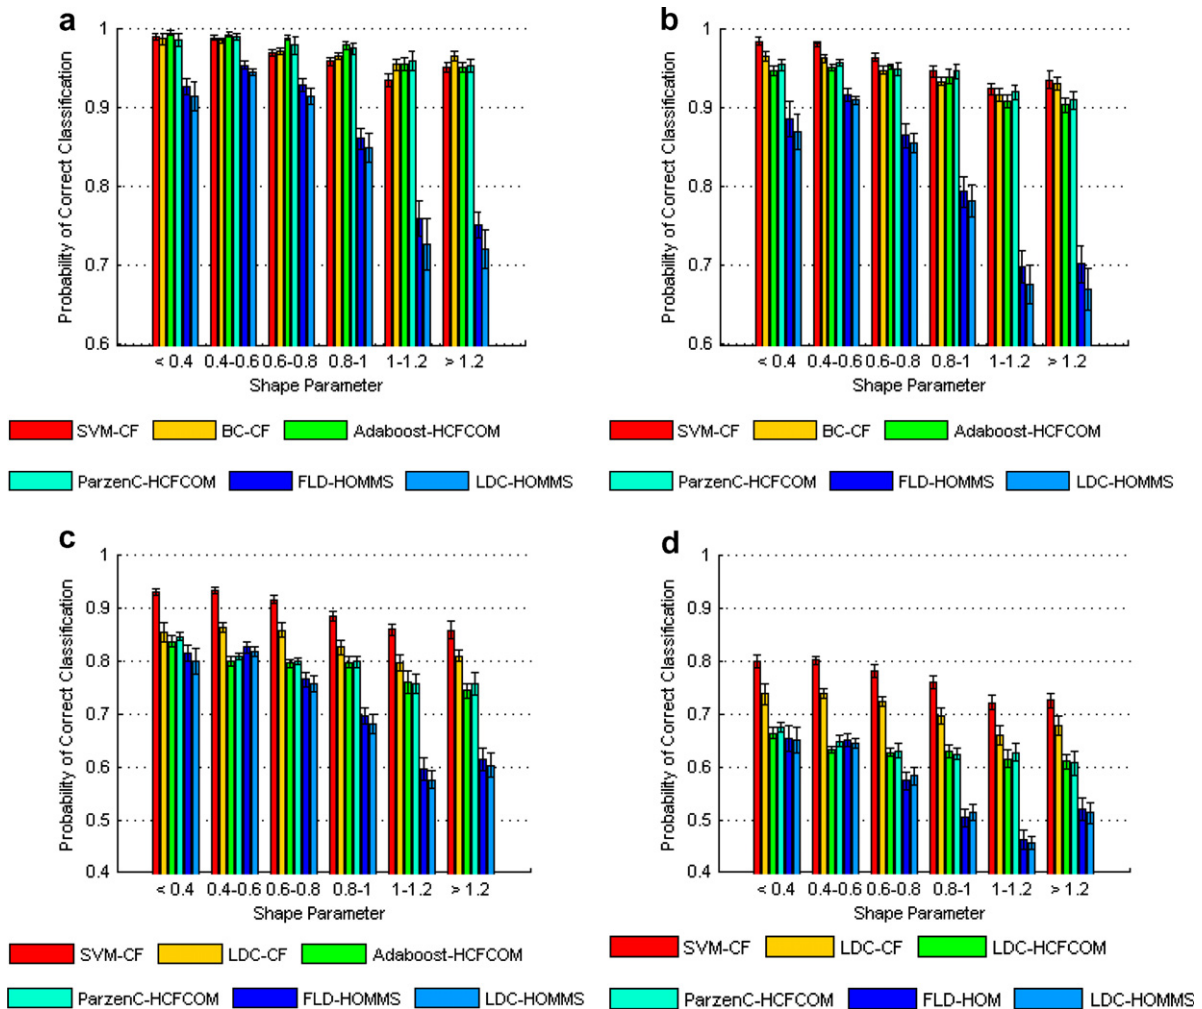 a
Probability of Correct Classification
1
0.9
0.8
0.7
0.6
< 0.4 0.4-0.6 0.6-0.8 0.8-1 1-1.2 > 1.2
Shape Parameter
SVM-CF BC-CF Adaboost-HCFCOM
ParzenC-HCFCOM FLD-HOMMS LDC-HOMMS
b
Probability of Correct Classification
1
0.9
0.8
0.7
0.6
< 0.4 0.4-0.6 0.6-0.8 0.8-1 1-1.2 > 1.2
Shape Parameter
SVM-CF BC-CF Adaboost-HCFCOM
ParzenC-HCFCOM FLD-HOMMS LDC-HOMMS
c
Probability of Correct Classification
1
0.9
0.8
0.7
0.6
0.5
0.4
< 0.4 0.4-0.6 0.6-0.8 0.8-1 1-1.2 > 1.2
Shape Parameter
SVM-CF LDC-CF Adaboost-HCFCOM
ParzenC-HCFCOM FLD-HOMMS LDC-HOMMS
d
Probability of Correct Classification
1
0.9
0.8
0.7
0.6
0.5
0.4
< 0.4 0.4-0.6 0.6-0.8 0.8-1 1-1.2 > 1.2
Shape Parameter
SVM-CF LDC-CF LDC-HCFCOM
ParzenC-HCFCOM FLD-HOM LDC-HOMMS